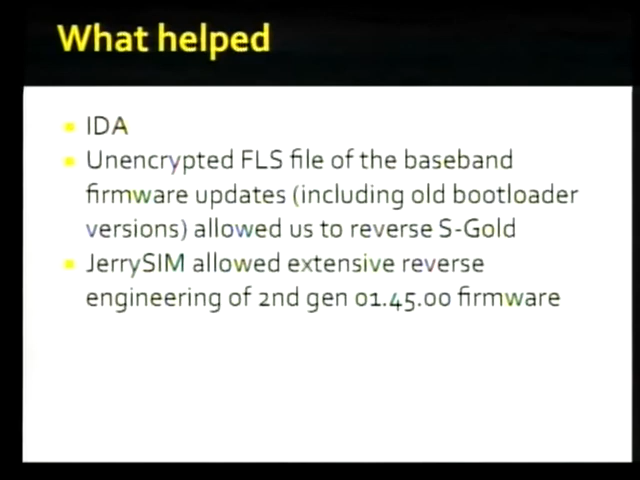 What helped
IDA
Unencrypted FLS file of the baseband
firmware updates (including old bootloader
versions) allowed us to reverse S-Gold
JerrySIM allowed extensive reverse
engineering of 2nd gen 01.45.00 firmware